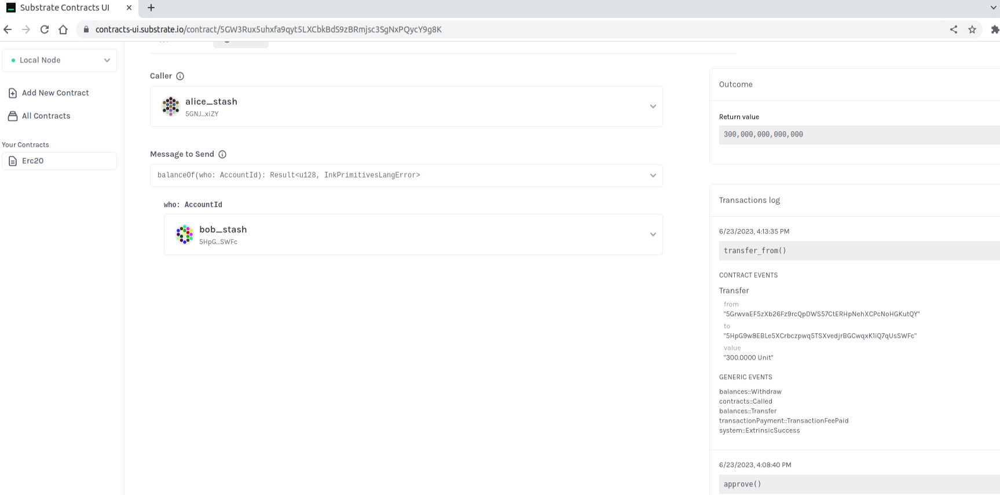 Substrate Contracts UI
contracts-ui.substrate.io/contract/5GW3Rux5uhxfa9qyt5LXCbkBdS9zBRmjsc3SgNxPQycY9g8K
Local Node
Add New Contract
All Contracts
Your Contracts
Erc20
Caller
alice_stash
5GNJ...xiZY
Message to Send
balanceOf(who: AccountId): Result<u128, InkPrimitivesLangError>
who: AccountId
bob_stash
5HpG...SWFc
Outcome
Return value
300,000,000,000,000
Transactions log
6/23/2023, 4:13:35 PM
transfer_from()
CONTRACT EVENTS
Transfer
from
"5GrwvaEF5zXb26Fz9rcQpDWS57CtERHpNehXCPcNoHGKutQY"
to
"5HpG9w8EBLe5XCrbczpwq5TSXvedjrBGCwqxK1iQ7qUsSWFc"
value
"300.0000 Unit"
GENERIC EVENTS
balances::Withdraw
contracts::Called
balances::Transfer
transactionPayment::TransactionFeePaid
system::ExtrinsicSuccess
6/23/2023, 4:08:40 PM
approve()